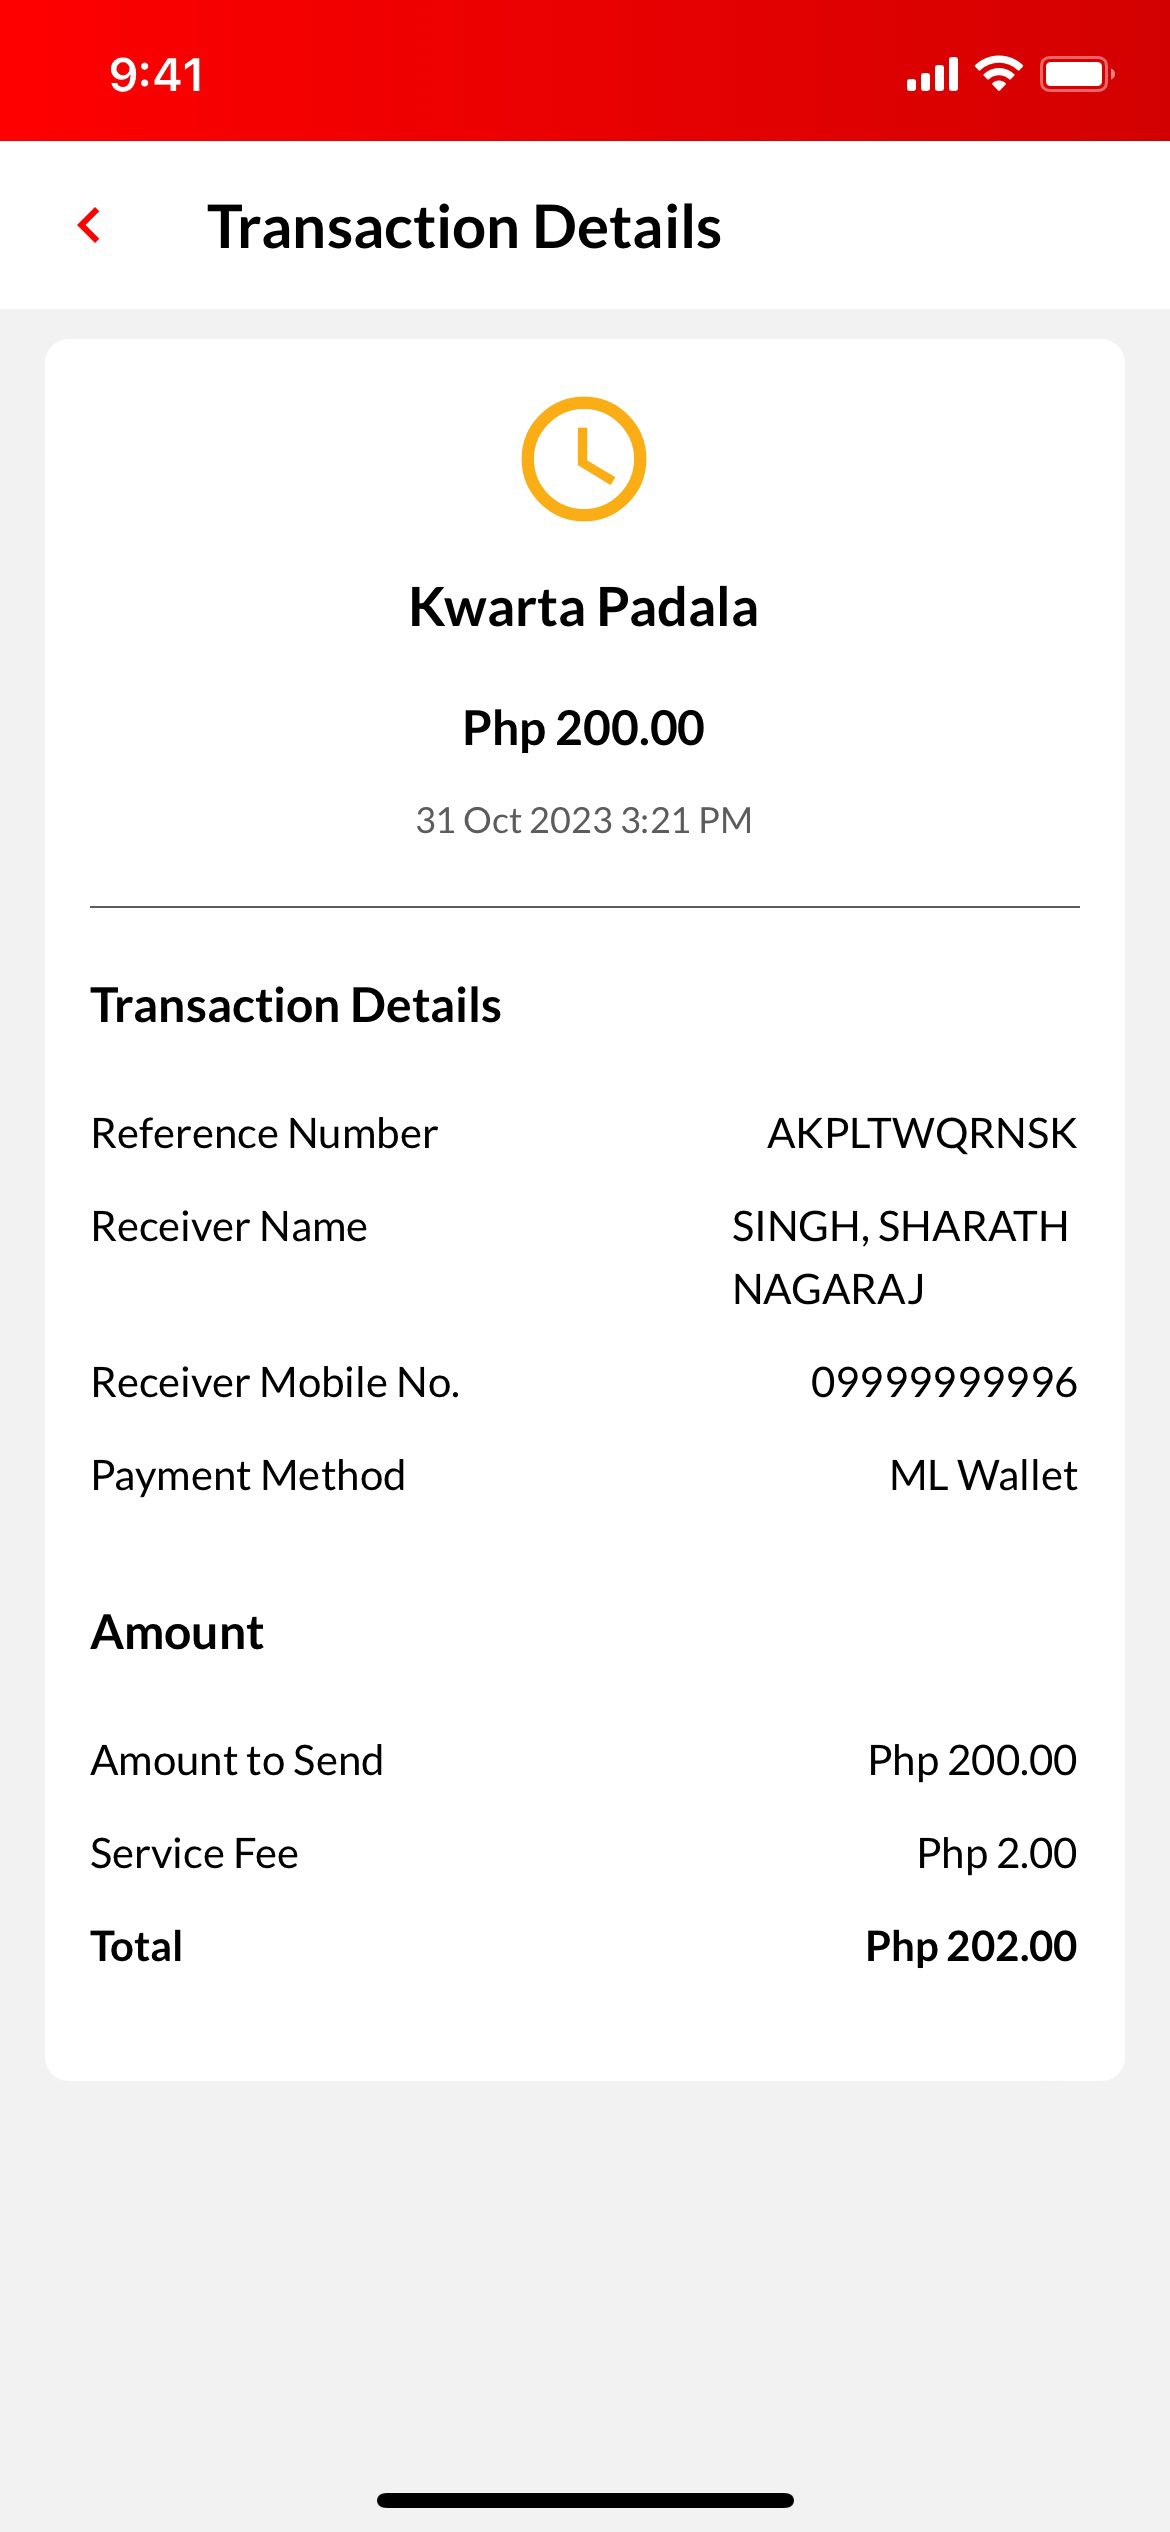 9:41
Transaction Details
Kwarta Padala
Php 200.00
31 Oct 2023 3:21 PM
Transaction Details
Reference Number AKPLTWQRNSK
Receiver Name SINGH, SHARATH
NAGARAJ
Receiver Mobile No. 09999999996
Payment Method ML Wallet
Amount
Amount to Send Php 200.00
Service Fee Php 2.00
Total Php 202.00